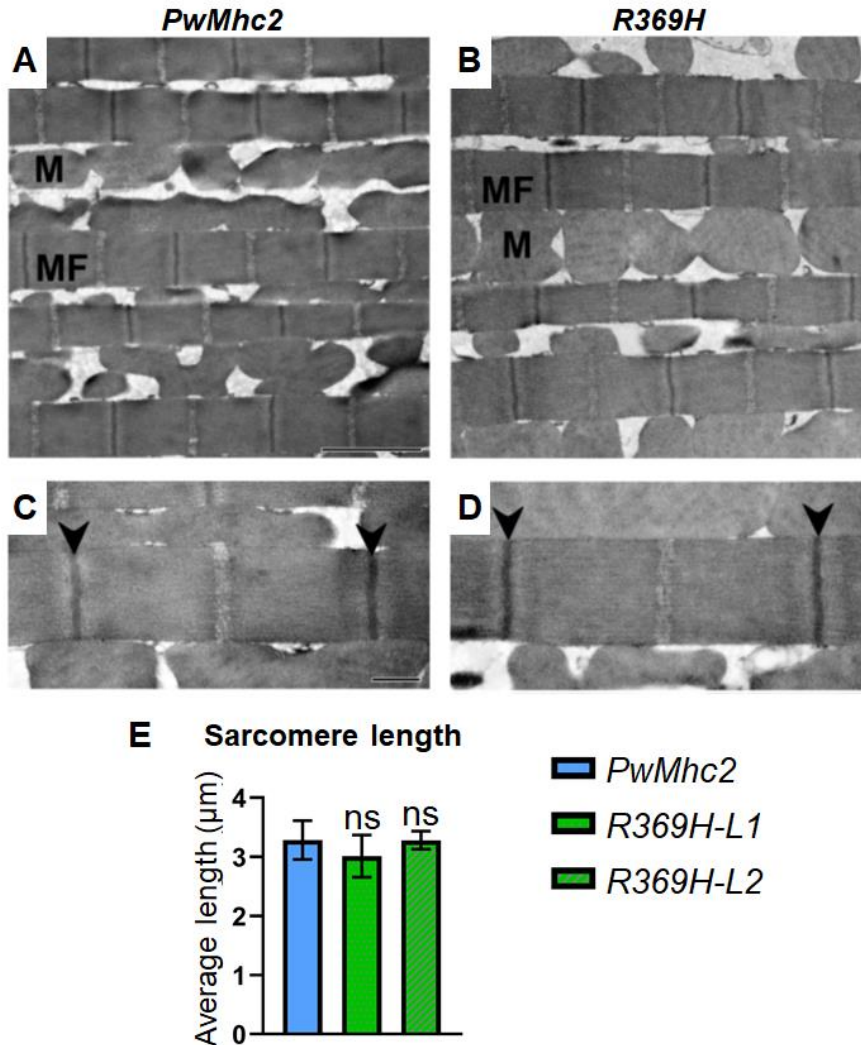 PwMhc2
R369H
A
B
M
MF
MF
M
C
D
E Sarcomere length
Average length (µm)
4
3
2
1
0
ns
ns
PwMhc2
R369H-L1
R369H-L2